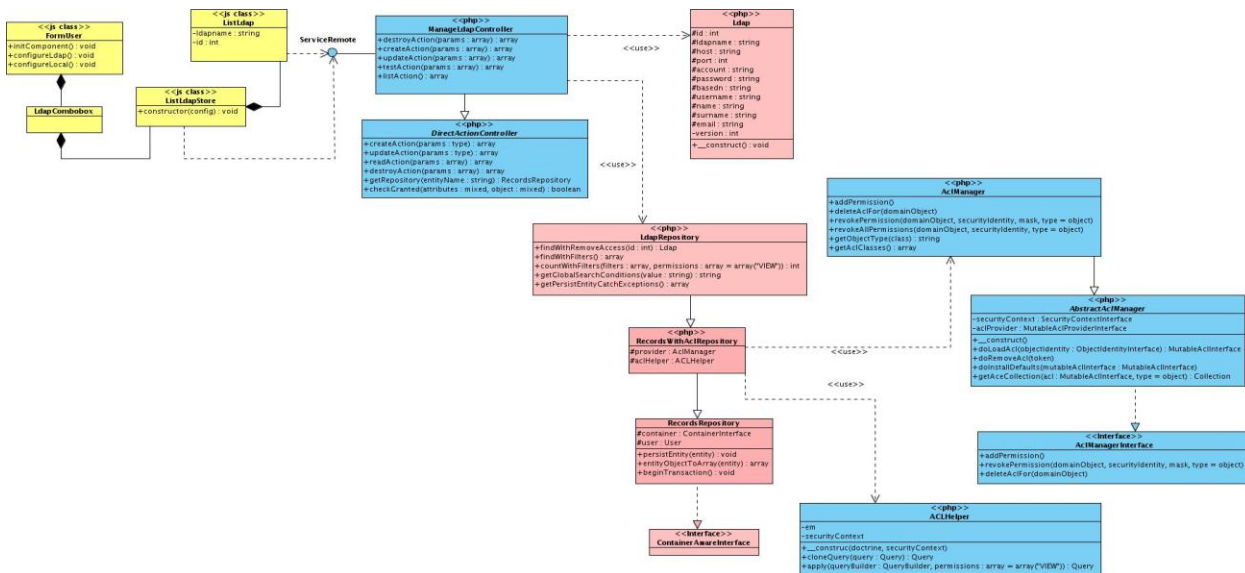 <<js class>>
FormUser
+initComponent() : void
+configureLdap() : void
+configureLocal() : void
LdapCombobox
<<js class>>
ListLdap
-ldapname : string
-id : int
<<js class>>
ListLdapStore
+constructor(config) : void
ServiceRemote
<<php>>
ManageLdapController
+destroyAction(params : array) : array
+createAction(params : array) : array
+updateAction(params : array) : array
+testAction(params : array) : array
+listAction() : array
<<php>>
DirectActionController
+createAction(params : type) : array
+updateAction(params : type) : array
+readAction(params : array) : array
+destroyAction(params : array) : array
+getRepository(entityName : string) : RecordsRepository
+checkGranted(attributes : mixed, object : mixed) : boolean
<<use>>
<<use>>
<<php>>
Ldap
#id : int
#ldapname : string
#host : string
#port : int
#account : string
#password : string
#basedn : string
#username : string
#name : string
#surname : string
#email : string
-version : int
+__construct() : void
<<php>>
LdapRepository
+findWithRemoveAccess(id : int) : Ldap
+findWithFilters() : array
+countWithFilters(filters : array, permissions : array = array("VIEW")) : int
+getGlobalSearchConditions(value : string) : string
+getPersistEntityCatchExceptions() : array
<<php>>
RecordsWithAclRepository
#provider : AclManager
#aclHelper : ACLHelper
<<use>>
<<use>>
RecordsRepository
#container : ContainerInterface
#user : User
+persistEntity(entity) : void
+entityObjectToArray(entity) : array
+beginTransaction() : void
<<Interface>>
ContainerAwareInterface
<<php>>
AclManager
+addPermission()
+deleteAclFor(domainObject)
+revokePermission(domainObject, securityIdentity, mask, type = object)
+revokeAllPermissions(domainObject, securityIdentity, type = object)
+getObjectType(class) : string
+getAclClasses() : array
<<php>>
AbstractAclManager
-securityContext : SecurityContextInterface
-aclProvider : MutableAclProviderInterface
+__construct()
+doLoadAcl(objectIdentity : ObjectIdentityInterface) : MutableAclInterface
+doRemoveAcl(token)
+doInstallDefaults(mutableAclInterface : MutableAclInterface)
+getAceCollection(acl : MutableAclInterface, type = object) : Collection
<<Interface>>
AclManagerInterface
+addPermission()
+revokePermission(domainObject, securityIdentity, mask, type = object)
+deleteAclFor(domainObject)
<<php>>
ACLHelper
-em
-securityContext
+__construc(doctrine, securityContext)
+cloneQuery(query : Query) : Query
+apply(queryBuilder : QueryBuilder, permissions : array = array("VIEW")) : Query